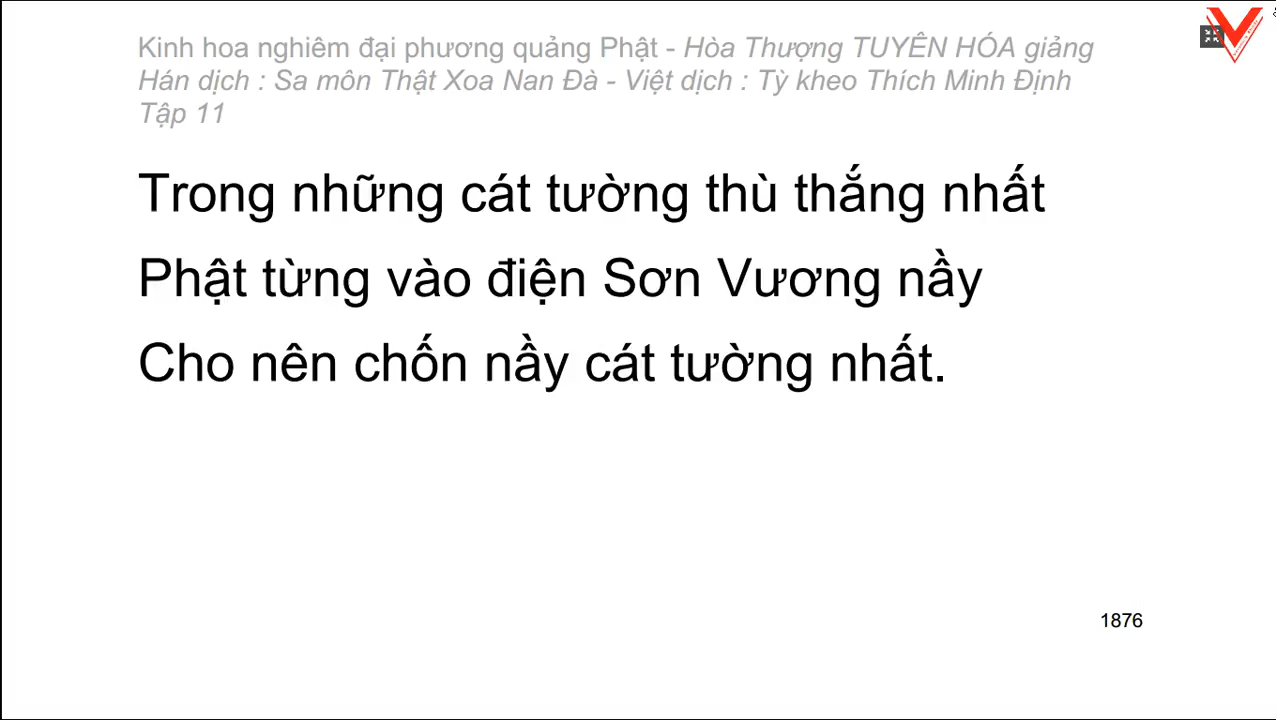 Kinh hoa nghiêm đại phương quảng Phật - Hòa Thượng TUYÊN HÓA giảng
Hán dịch : Sa môn Thật Xoa Nan Đà - Việt dịch : Tỳ kheo Thích Minh Định
Tập 11
Trong những cát tường thù thắng nhất
Phật từng vào điện Sơn Vương nầy
Cho nên chốn nầy cát tường nhất.
1876